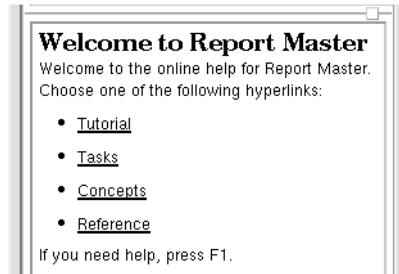 Welcome to Report Master
Welcome to the online help for Report Master.
Choose one of the following hyperlinks:
• Tutorial
• Tasks
• Concepts
• Reference
If you need help, press F1.